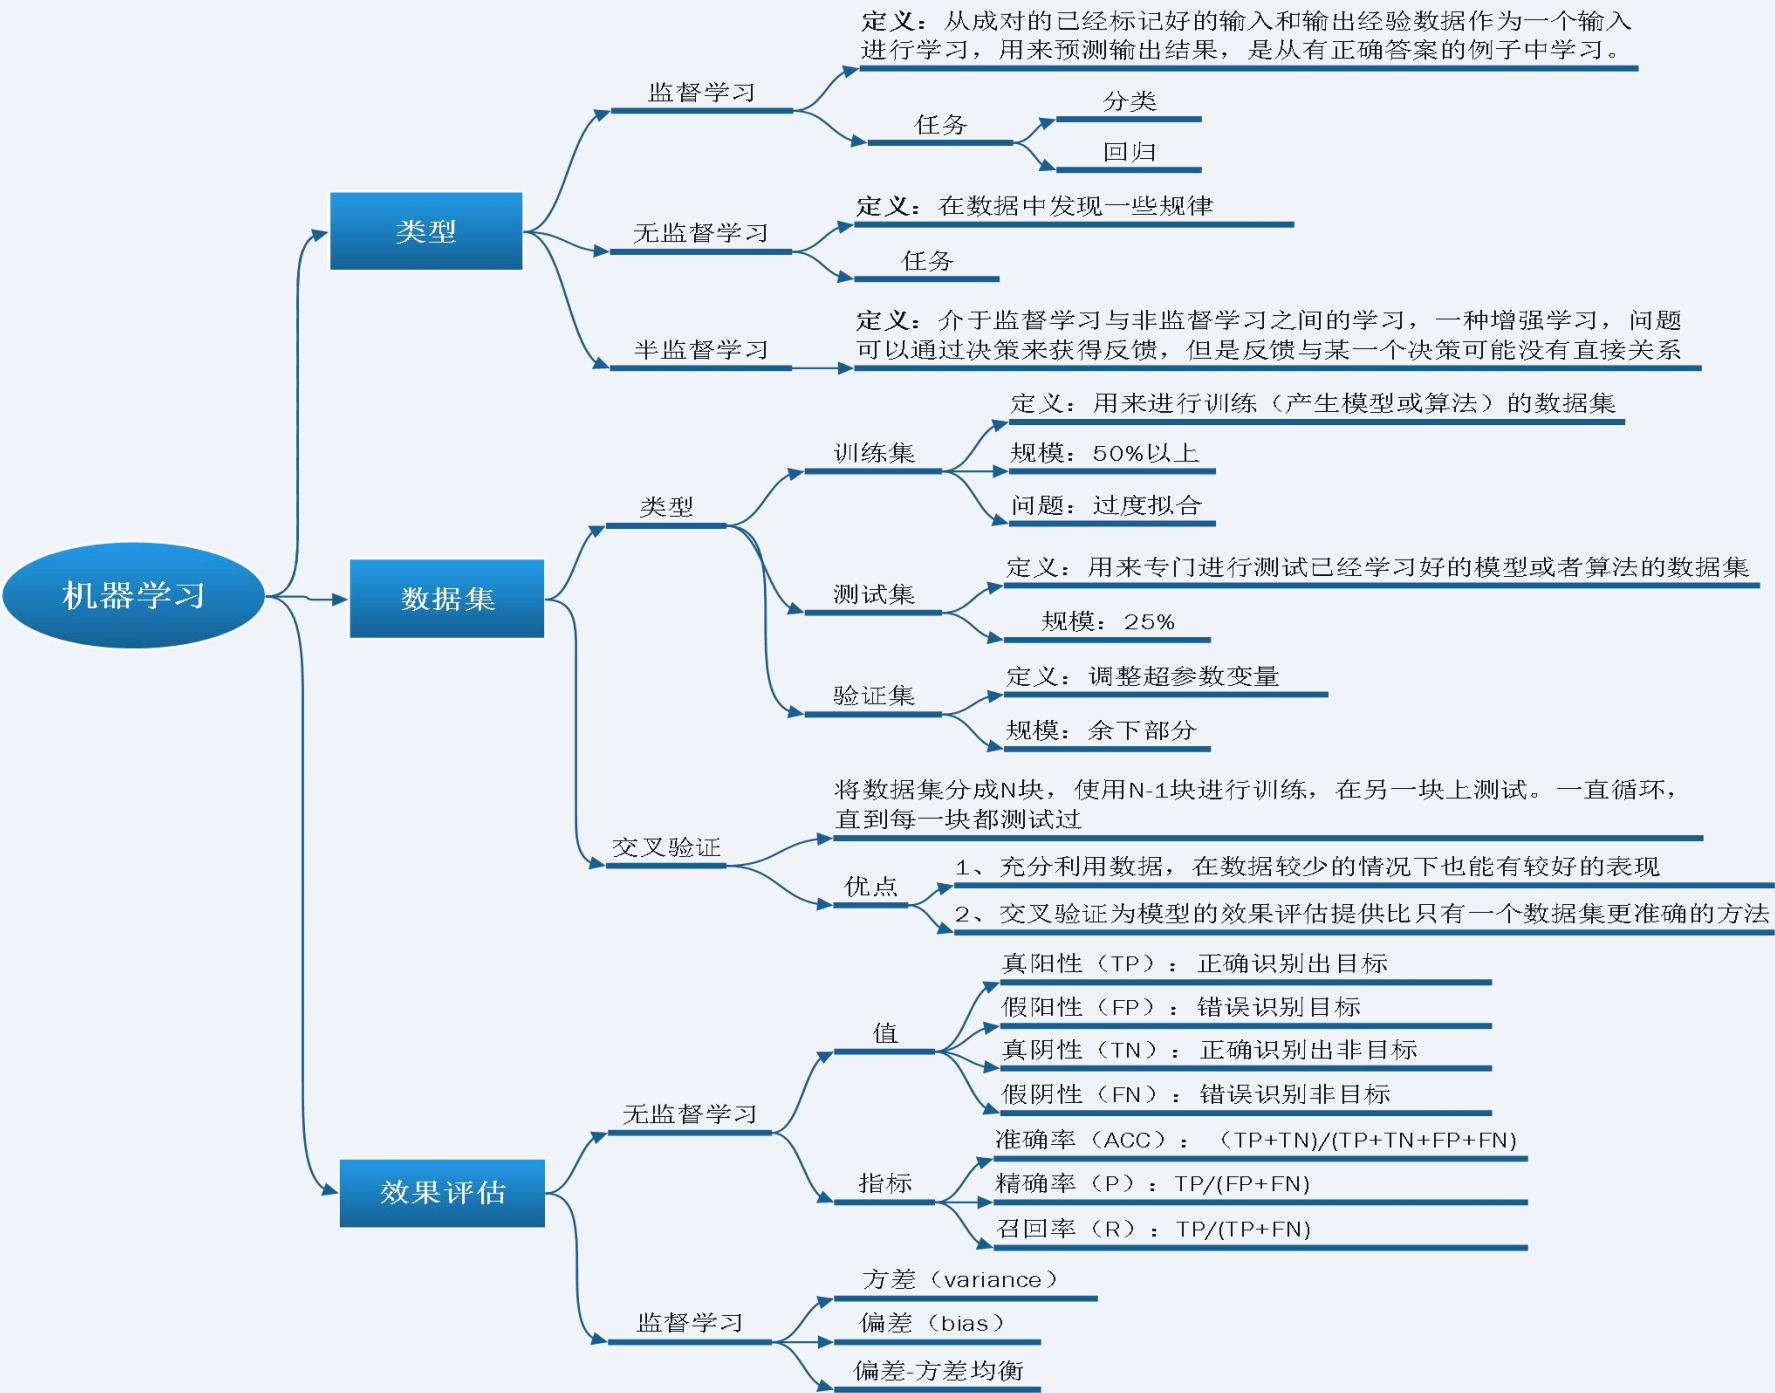 机器学习
类型
监督学习
定义：从成对的已经标记好的输入和输出经验数据作为一个输入
进行学习，用来预测输出结果，是从有正确答案的例子中学习。
任务
分类
回归
无监督学习
定义：在数据中发现一些规律
任务
半监督学习
定义：介于监督学习与非监督学习之间的学习，一种增强学习，问题
可以通过决策来获得反馈，但是反馈与某一个决策可能没有直接关系
数据集
类型
训练集
定义：用来进行训练（产生模型或算法）的数据集
规模：50%以上
问题：过度拟合
测试集
定义：用来专门进行测试已经学习好的模型或者算法的数据集
规模：25%
验证集
定义：调整超参数变量
规模：余下部分
交叉验证
将数据集分成N块，使用N-1块进行训练，在另一块上测试。一直循环，
直到每一块都测试过
优点
1、充分利用数据，在数据较少的情况下也能有较好的表现
2、交叉验证为模型的效果评估提供比只有一个数据集更准确的方法
效果评估
无监督学习
值
真阳性（TP）：正确识别出目标
假阳性（FP）：错误识别目标
真阴性（TN）：正确识别出非目标
假阴性（FN）：错误识别非目标
指标
准确率（ACC）：（TP+TN)/(TP+TN+FP+FN)
精确率（P）：TP/(FP+FN)
召回率（R）：TP/(TP+FN)
监督学习
方差（variance）
偏差（bias）
偏差-方差均衡